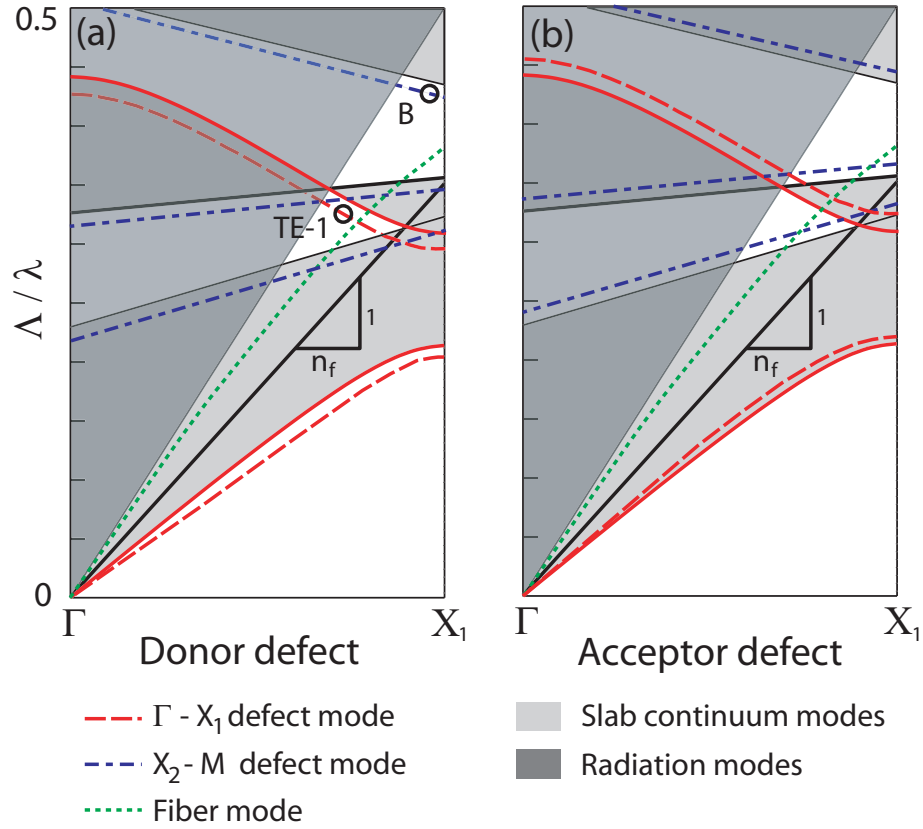 0.5
(a)
(b)
B
TE-1
Λ / λ
1
n_f
1
n_f
0
Γ
X₁
Γ
X₁
Donor defect
Acceptor defect
Γ - X₁ defect mode
X₂ - M defect mode
Fiber mode
Slab continuum modes
Radiation modes